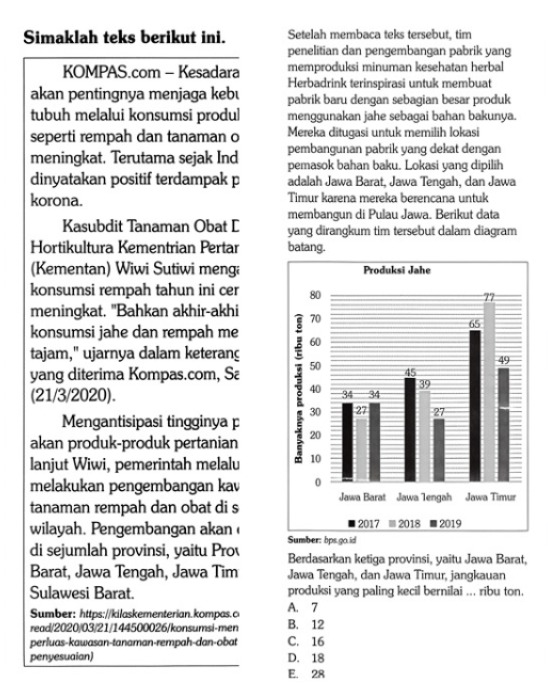 Simaklah teks berikut ini.
KOMPAS.com – Kesadara
akan pentingnya menjaga kebu
tubuh melalui konsumsi produl
seperti rempah dan tanaman o
meningkat. Terutama sejak Ind
dinyatakan positif terdampak p
korona.
Kasubdit Tanaman Obat D
Hortikultura Kementrian Pertar
(Kementan) Wiwi Sutiwi menga
konsumsi rempah tahun ini cer
meningkat. "Bahkan akhir-akhi
konsumsi jahe dan rempah me
tajam," ujarnya dalam keterang
yang diterima Kompas.com, Sa
(21/3/2020).
Mengantisipasi tingginya p
akan produk-produk pertanian
lanjut Wiwi, pemerintah melalu
melakukan pengembangan kav
tanaman rempah dan obat di s
wilayah. Pengembangan akan
di sejumlah provinsi, yaitu Prov
Barat, Jawa Tengah, Jawa Tim
Sulawesi Barat.
Sumber: https://kilaskementerian.kompas.co
read/2020/03/21/144500026/konsumsi-men
perluas-kawasan-tanaman-rempah-dan-obat
penyesuaian)
Setelah membaca teks tersebut, tim
penelitian dan pengembangan pabrik yang
memproduksi minuman kesehatan herbal
Herbadrink terinspirasi untuk membuat
pabrik baru dengan sebagian besar produk
menggunakan jahe sebagai bahan bakunya.
Mereka ditugasi untuk memilih lokasi
pembangunan pabrik yang dekat dengan
pemasok bahan baku. Lokasi yang dipilih
adalah Jawa Barat, Jawa Tengah, dan Jawa
Timur karena mereka berencana untuk
membangun di Pulau Jawa. Berikut data
yang dirangkum tim tersebut dalam diagram
batang.
Produksi Jahe
Banyaknya produksi (ribu ton)
80
70
60
50
40
30
20
10
0
34
27
34
45
39
27
65
77
49
Jawa Barat Jawa Tengah Jawa Timur
2017 2018 2019
Sumber: bps.go.id
Berdasarkan ketiga provinsi, yaitu Jawa Barat,
Jawa Tengah, dan Jawa Timur, jangkauan
produksi yang paling kecil bernilai ... ribu ton.
A. 7
B. 12
C. 16
D. 18
E. 28